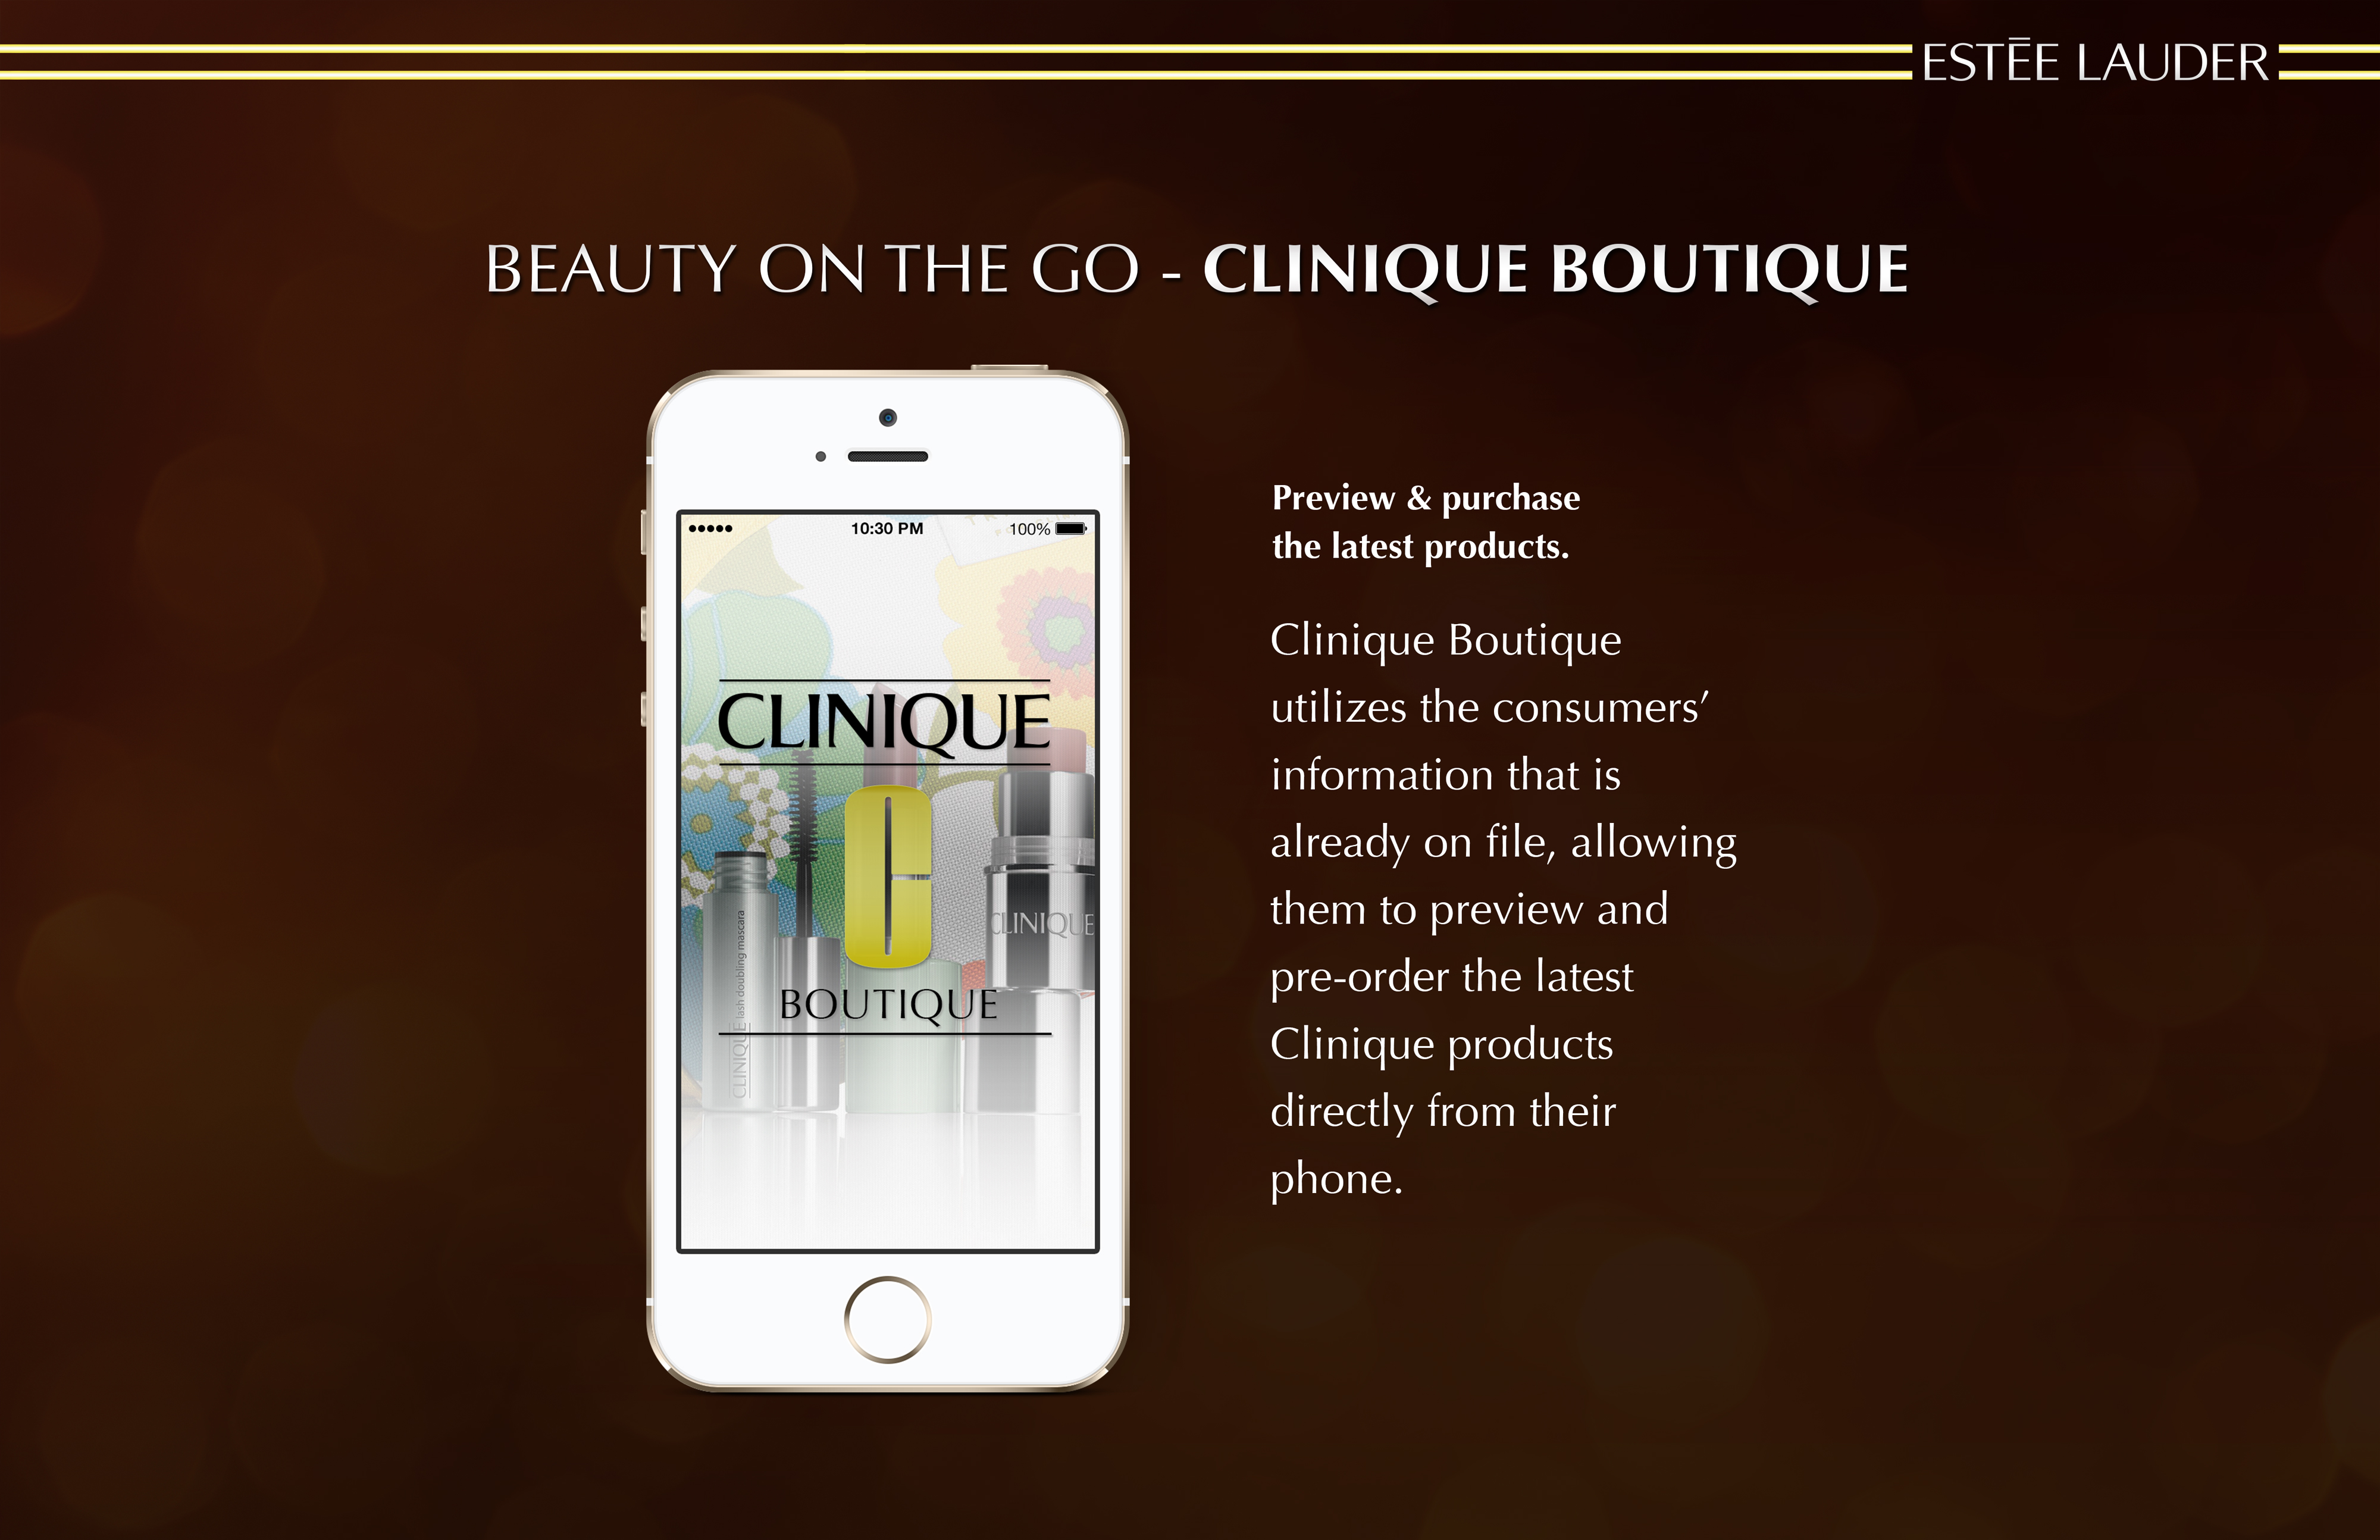 ESTĒE LAUDER
BEAUTY ON THE GO - CLINIQUE BOUTIQUE
10:30 PM
100%
CLINIQUE
BOUTIQUE
CLINIQUE lash doubling mascara
CLINIQUE
Preview & purchase
the latest products.
Clinique Boutique
utilizes the consumers’
information that is
already on file, allowing
them to preview and
pre-order the latest
Clinique products
directly from their
phone.